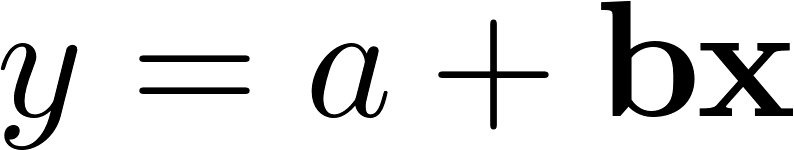 y = a + bx